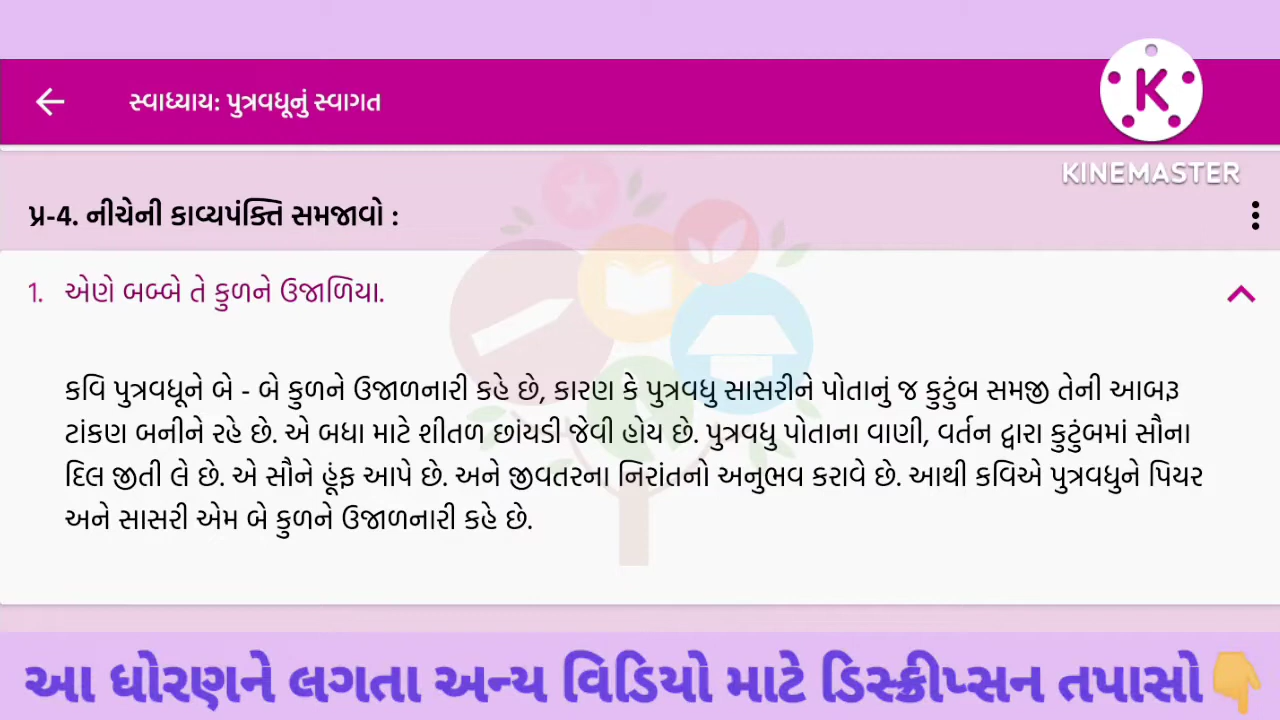 સ્વાધ્યાય: પુત્રવધૂનું સ્વાગત
K
KINEMASTER
પ્ર-4. નીચેની કાવ્યપંક્તિ સમજાવો :
1. એણે બબ્બે તે કુળને ઉજાળિયા.
કવિ પુત્રવધૂને બે - બે કુળને ઉજાળનારી કહે છે, કારણ કે પુત્રવધુ સાસરીને પોતાનું જ કુટુંબ સમજી તેની આબરૂ
ટાંકણ બનીને રહે છે. એ બધા માટે શીતળ છાંયડી જેવી હોય છે. પુત્રવધુ પોતાના વાણી, વર્તન દ્વારા કુટુંબમાં સૌના
દિલ જીતી લે છે. એ સૌને હૂંફ આપે છે. અને જીવતરના નિરાંતનો અનુભવ કરાવે છે. આથી કવિએ પુત્રવધુને પિયર
અને સાસરી એમ બે કુળને ઉજાળનારી કહે છે.
આ ધોરણને લગતા અન્ય વિડિયો માટે ડિસ્ક્રીપ્સન તપાસો👇